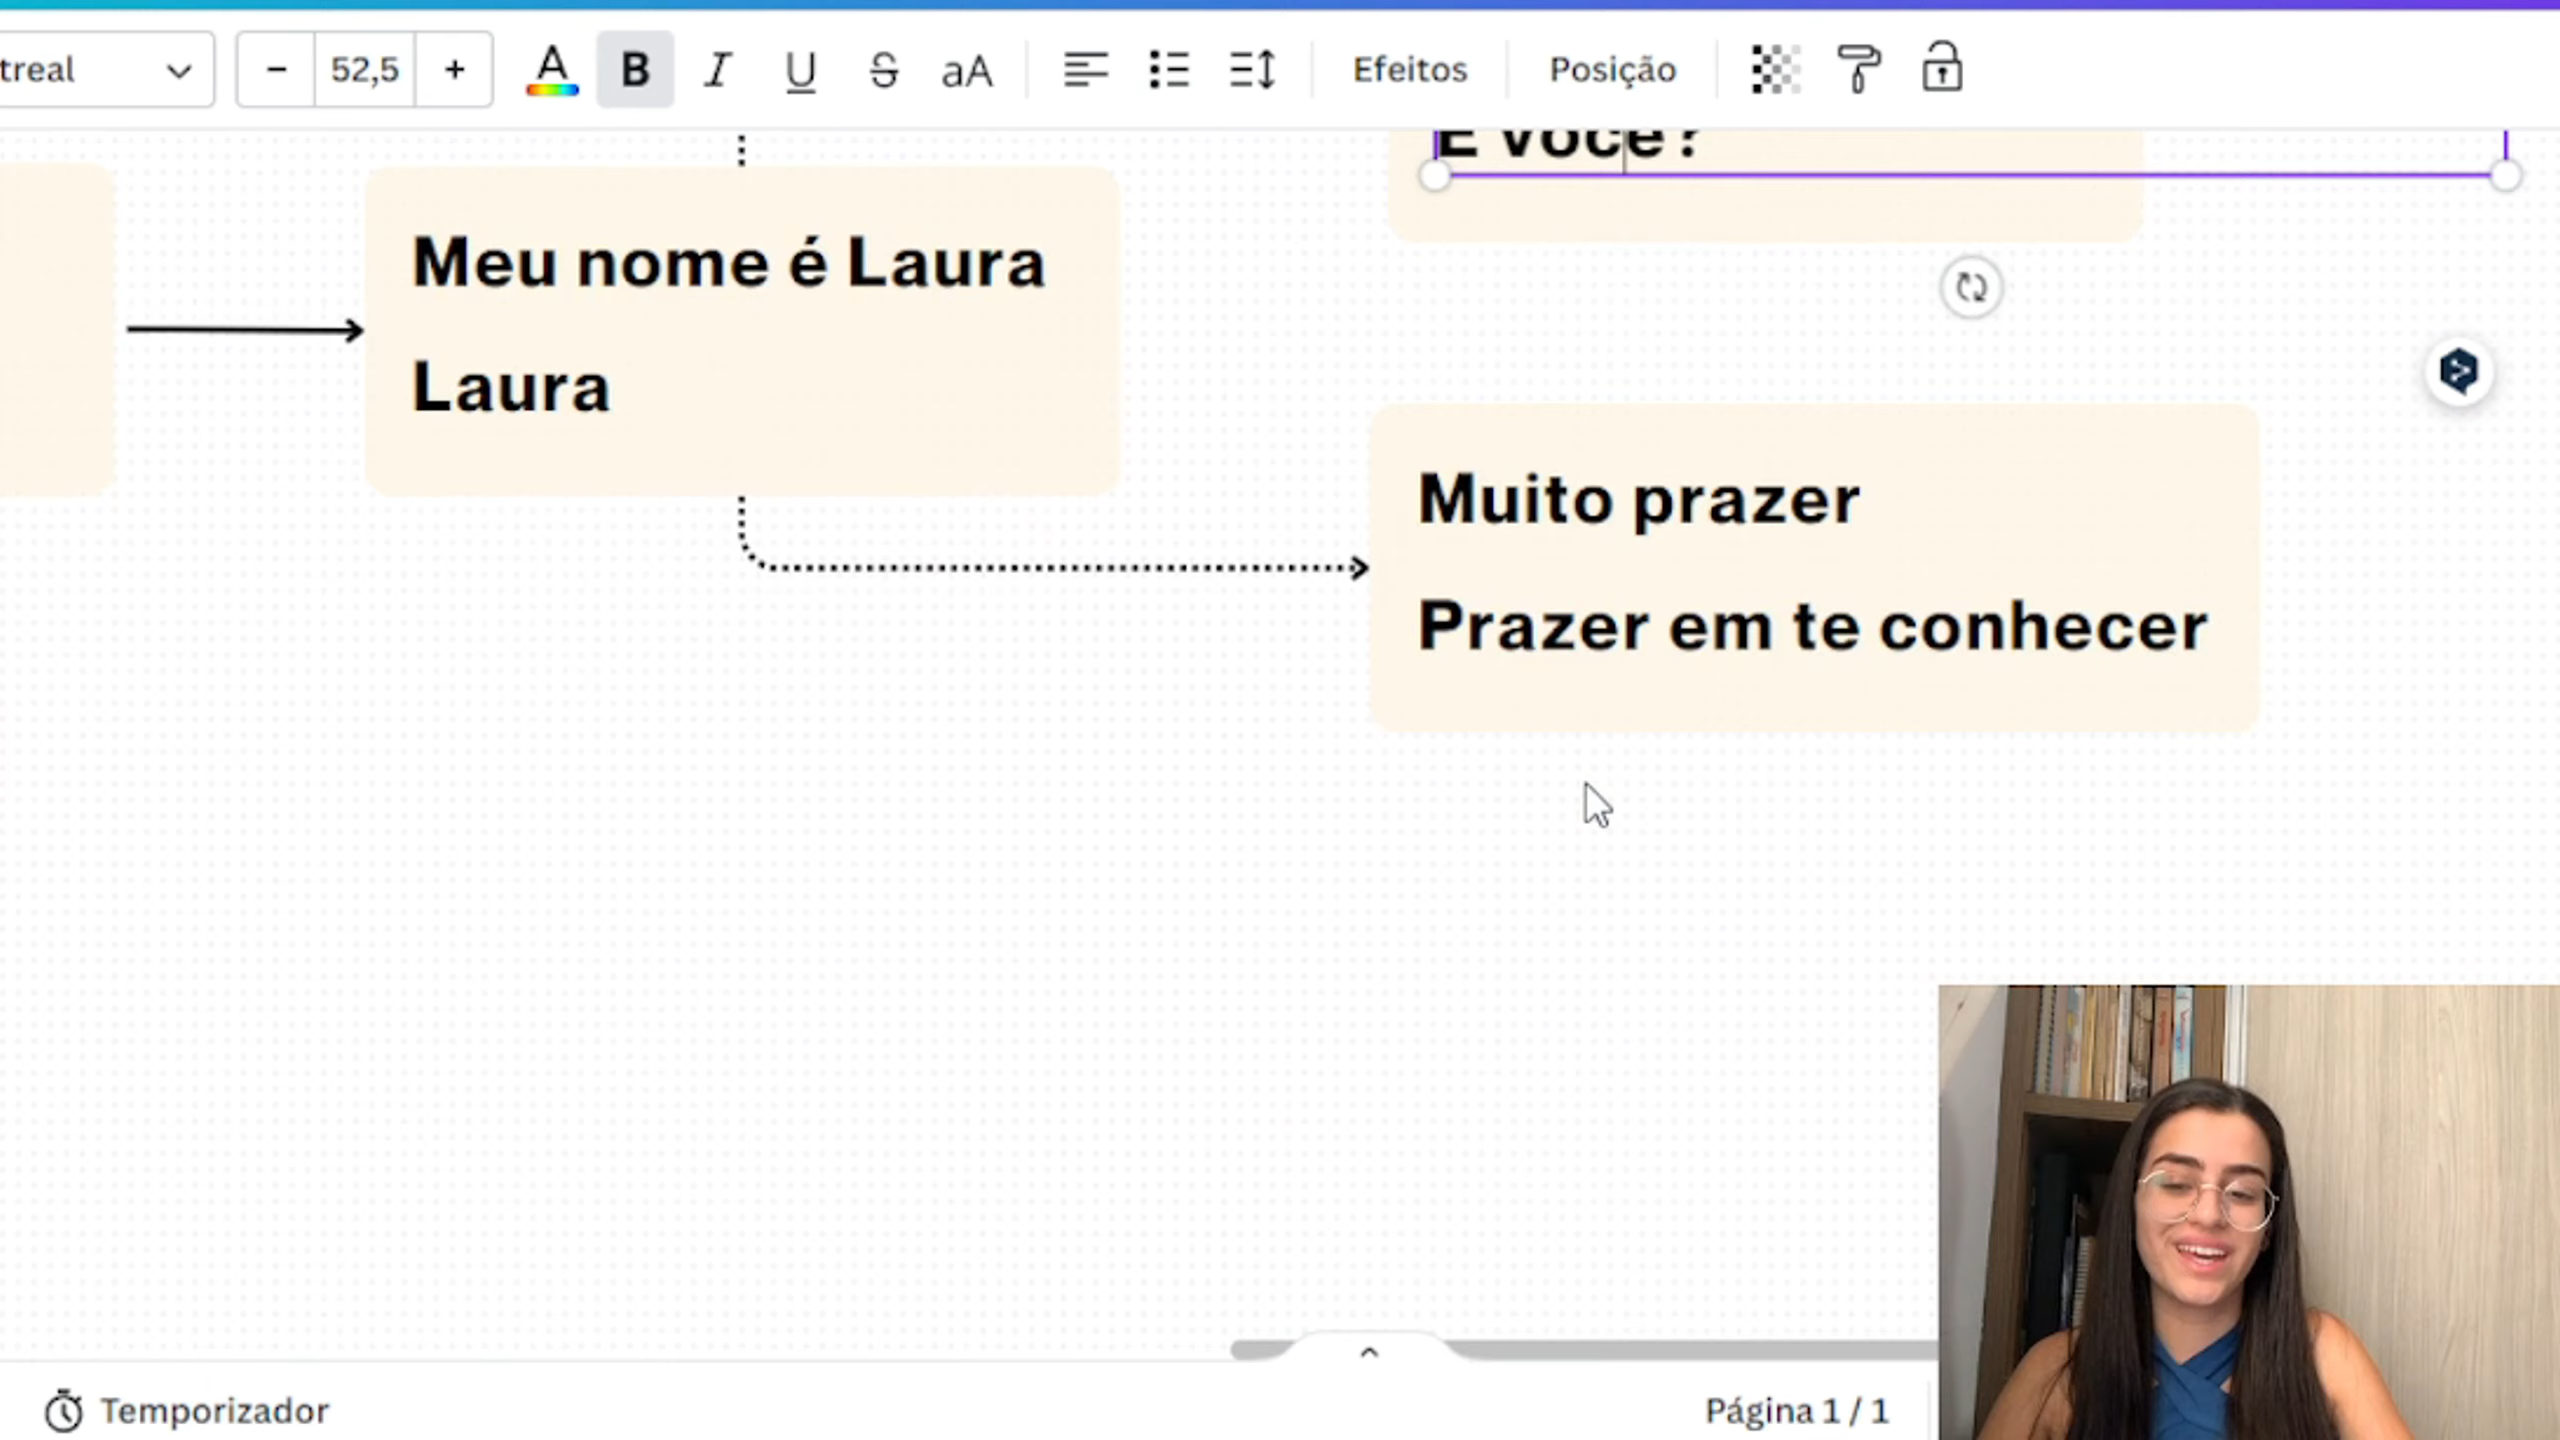 treal
52,5
A
B
I
U
S
aA
Efeitos
Posição
E você?
Meu nome é Laura
Laura
Muito prazer
Prazer em te conhecer
Temporizador
Página 1 / 1